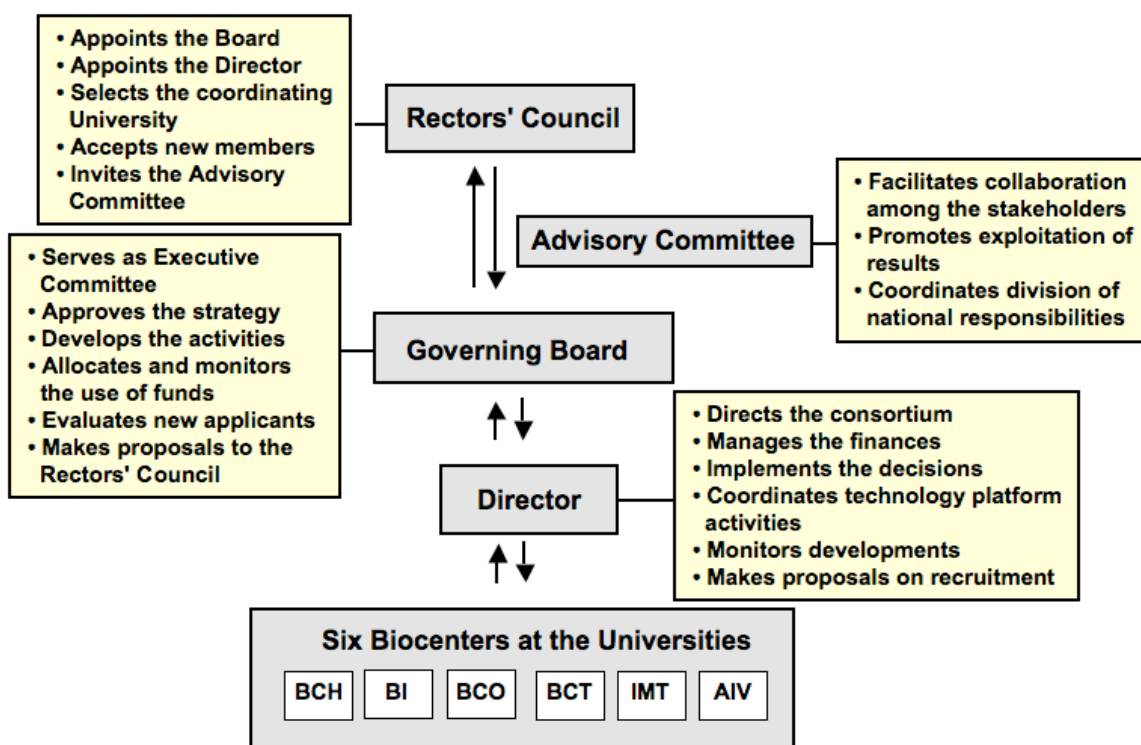 • Appoints the Board
• Appoints the Director
• Selects the coordinating
University
• Accepts new members
• Invites the Advisory
Committee
Rectors' Council
Advisory Committee
• Facilitates collaboration
among the stakeholders
• Promotes exploitation of
results
• Coordinates division of
national responsibilities
• Serves as Executive
Committee
• Approves the strategy
• Develops the activities
• Allocates and monitors
the use of funds
• Evaluates new applicants
• Makes proposals to the
Rectors' Council
Governing Board
Director
• Directs the consortium
• Manages the finances
• Implements the decisions
• Coordinates technology platform
activities
• Monitors developments
• Makes proposals on recruitment
Six Biocenters at the Universities
BCH BI BCO BCT IMT AIV